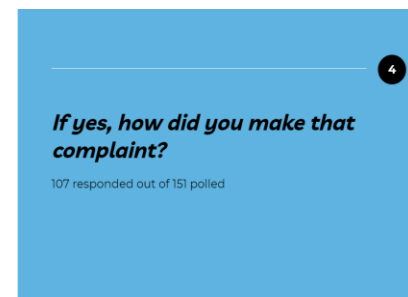 4
If yes, how did you make that
complaint?
107 responded out of 151 polled